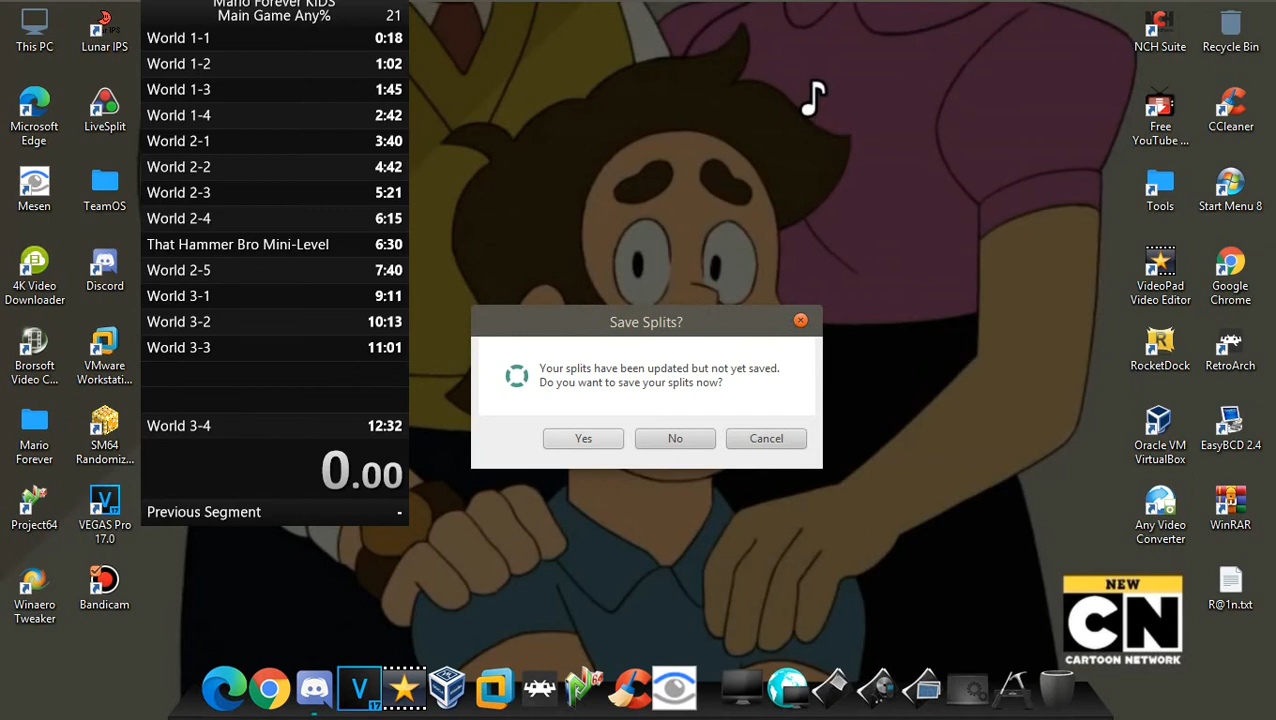 This PC
Lunar IPS
Microsoft
Edge
LiveSplit
Mesen
TeamOS
4K Video
Downloader
Discord
Brorsoft
Video C...
VMware
Workstati...
Mario
Forever
SM64
Randomiz...
Project64
VEGAS Pro
17.0
Winaero
Tweaker
Bandicam
Mario Forever KIDS
Main Game Any% 21
World 1-1 0:18
World 1-2 1:02
World 1-3 1:45
World 1-4 2:42
World 2-1 3:40
World 2-2 4:42
World 2-3 5:21
World 2-4 6:15
That Hammer Bro Mini-Level 6:30
World 2-5 7:40
World 3-1 9:11
World 3-2 10:13
World 3-3 11:01
World 3-4 12:32
0.00
Previous Segment -
Save Splits?
Your splits have been updated but not yet saved.
Do you want to save your splits now?
Yes No Cancel
NCH Suite
Recycle Bin
Free
YouTube ...
CCleaner
Tools
Start Menu 8
VideoPad
Video Editor
Google
Chrome
RocketDock
RetroArch
Oracle VM
VirtualBox
EasyBCD 2.4
Any Video
Converter
WinRAR
R@1n.txt
NEW
CN
CARTOON NETWORK
V
17